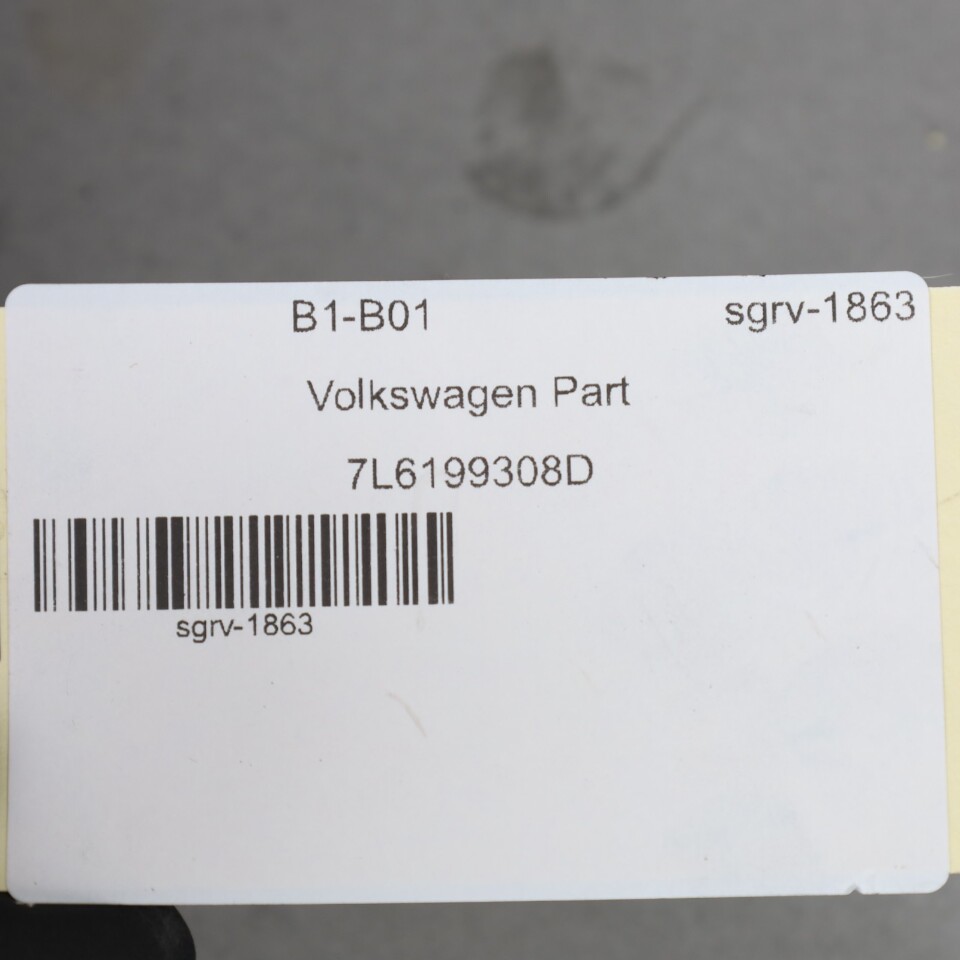 B1-B01 sgrv-1863
Volkswagen Part
7L6199308D
sgrv-1863